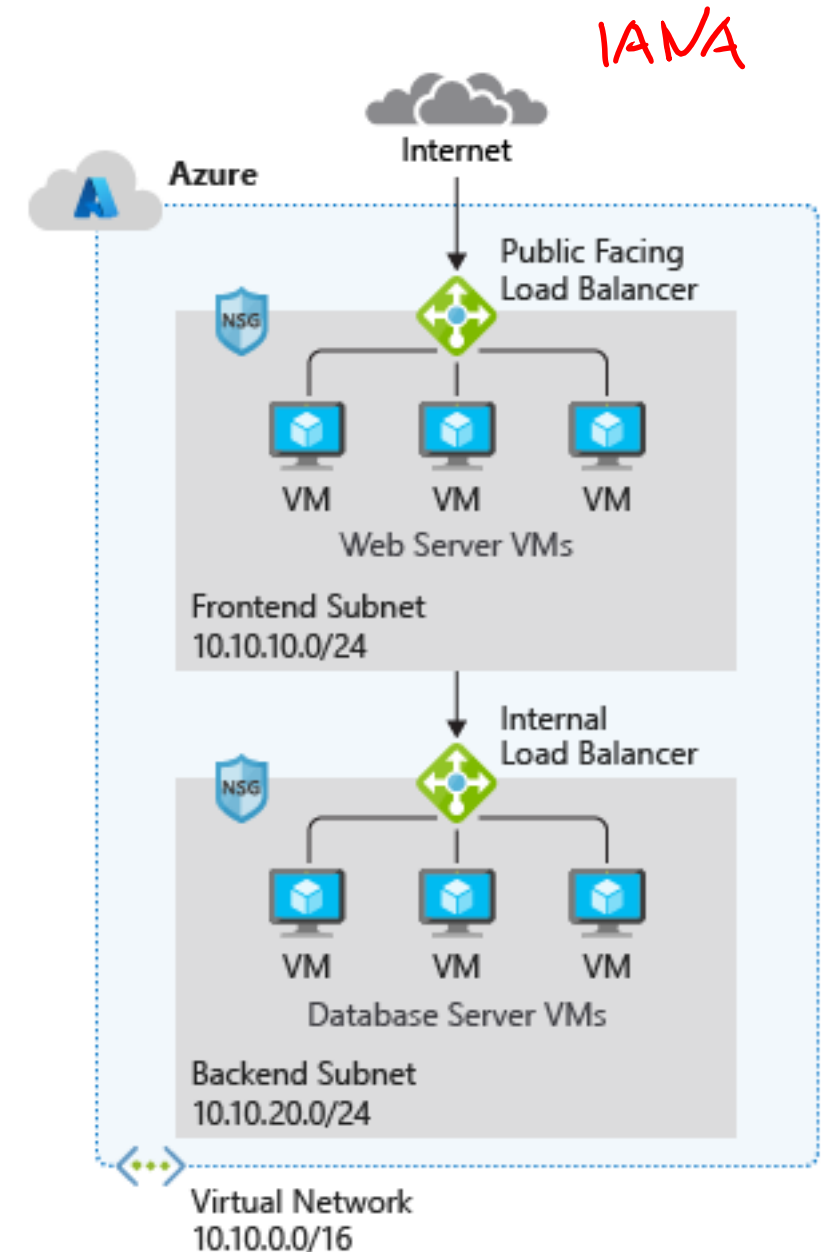 IANA
Internet
Azure
Public Facing
Load Balancer
NSG
VM
VM
VM
Web Server VMs
Frontend Subnet
10.10.10.0/24
Internal
Load Balancer
NSG
VM
VM
VM
Database Server VMs
Backend Subnet
10.10.20.0/24
Virtual Network
10.10.0.0/16